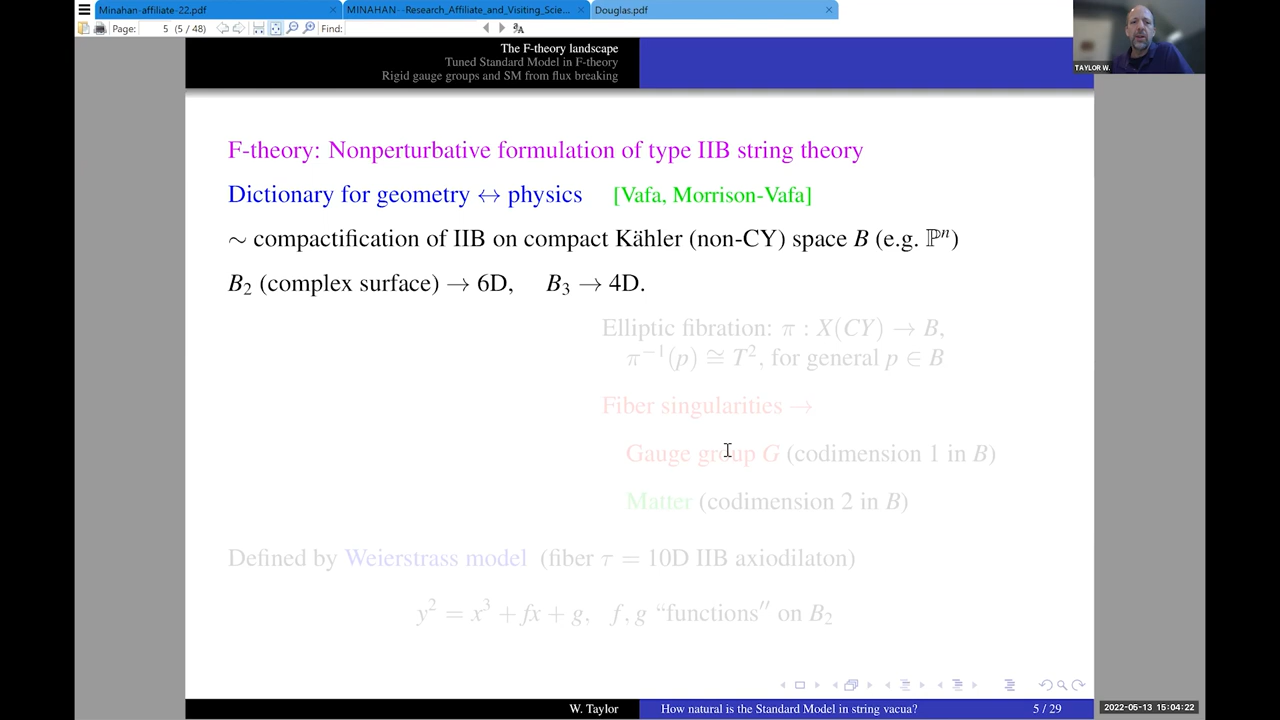 Minahan-affiliate-22.pdf
MINAHAN--Research_Affiliate_and_Visiting_Scie...
Douglas.pdf
Page: 5 (5 / 48) Find:
TAYLOR W.
The F-theory landscape
Tuned Standard Model in F-theory
Rigid gauge groups and SM from flux breaking
F-theory: Nonperturbative formulation of type IIB string theory
Dictionary for geometry ↔ physics [Vafa, Morrison-Vafa]
∼ compactification of IIB on compact Kähler (non-CY) space B (e.g. ℙⁿ)
B₂ (complex surface) → 6D, B₃ → 4D.
Elliptic fibration: π : X(CY) → B,
π⁻¹(p) ≅ T², for general p ∈ B
Fiber singularities →
Gauge group G (codimension 1 in B)
Matter (codimension 2 in B)
Defined by Weierstrass model (fiber τ = 10D IIB axiodilaton)
y² = x³ + fx + g, f, g “functions″ on B₂
W. Taylor How natural is the Standard Model in string vacua? 5 / 29
2022-05-13 15:04:22